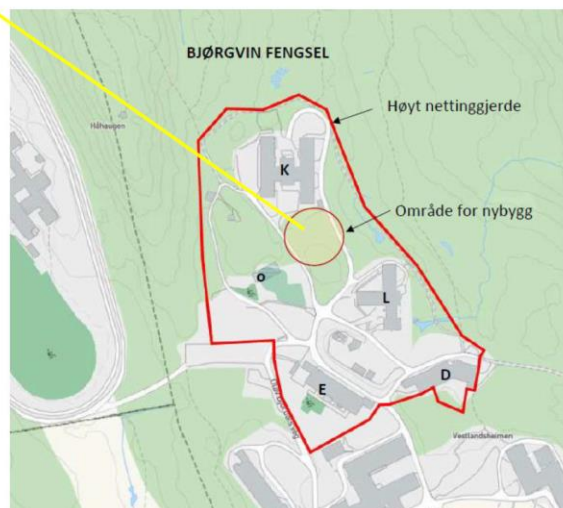 BJØRGVIN FENGSEL
Håhaugen
Høyt nettinggjerde
K
Område for nybygg
o
L
D
E
Vestlandsheimen